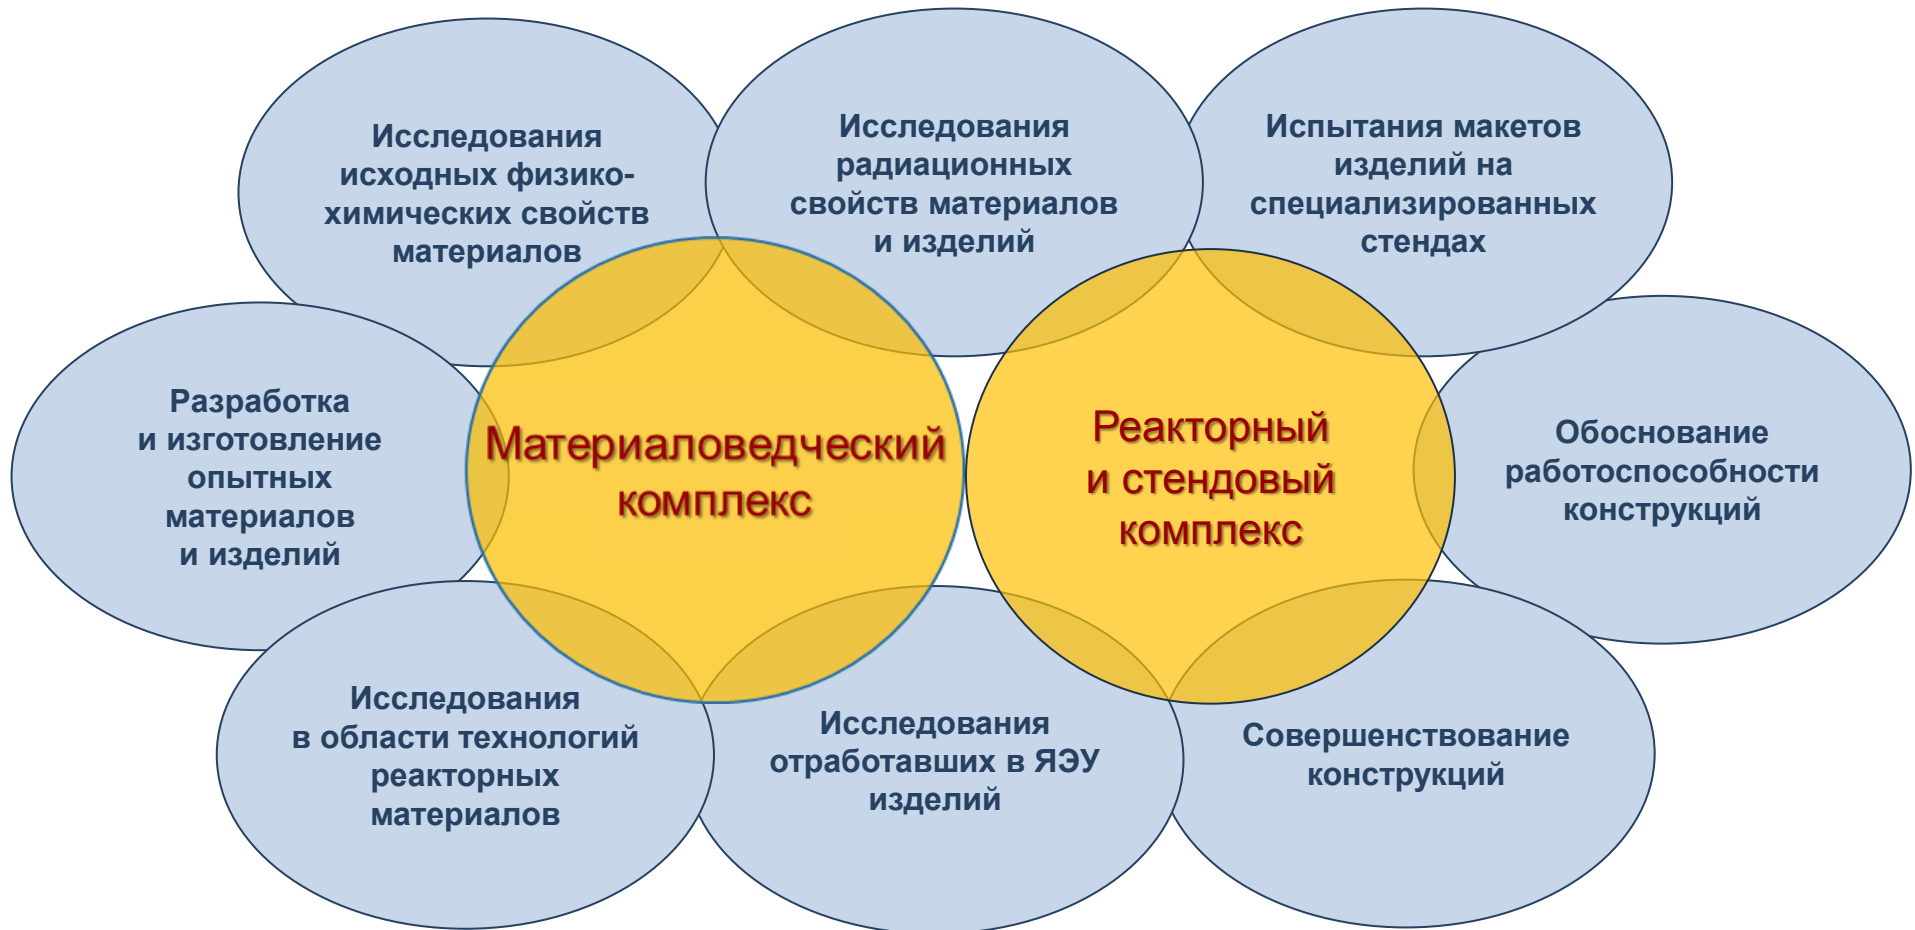 Исследования
исходных физико-
химических свойств
материалов
Исследования
радиационных
свойств материалов
и изделий
Испытания макетов
изделий на
специализированных
стендах
Разработка
и изготовление
опытных
материалов
и изделий
Материаловедческий
комплекс
Реакторный
и стендовый
комплекс
Обоснование
работоспособности
конструкций
Исследования
в области технологий
реакторных
материалов
Исследования
отработавших в ЯЭУ
изделий
Совершенствование
конструкций